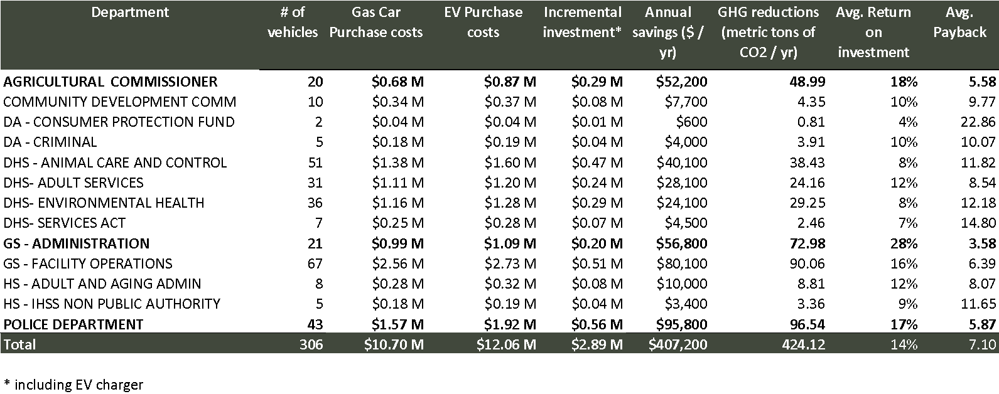 Department # of vehicles Gas Car Purchase costs EV Purchase costs Incremental investment* Annual savings ($ / yr) GHG reductions (metric tons of CO2 / yr) Avg. Return on investment Avg. Payback
AGRICULTURAL COMMISSIONER 20 $0.68 M $0.87 M $0.29 M $52,200 48.99 18% 5.58
COMMUNITY DEVELOPMENT COMM 10 $0.34 M $0.37 M $0.08 M $7,700 4.35 10% 9.77
DA - CONSUMER PROTECTION FUND 2 $0.04 M $0.04 M $0.01 M $600 0.81 4% 22.86
DA - CRIMINAL 5 $0.18 M $0.19 M $0.04 M $4,000 3.91 10% 10.07
DHS - ANIMAL CARE AND CONTROL 51 $1.38 M $1.60 M $0.47 M $40,100 38.43 8% 11.82
DHS- ADULT SERVICES 31 $1.11 M $1.20 M $0.24 M $28,100 24.16 12% 8.54
DHS- ENVIRONMENTAL HEALTH 36 $1.16 M $1.28 M $0.29 M $24,100 29.25 8% 12.18
DHS- SERVICES ACT 7 $0.25 M $0.28 M $0.07 M $4,500 2.46 7% 14.80
GS - ADMINISTRATION 21 $0.99 M $1.09 M $0.20 M $56,800 72.98 28% 3.58
GS - FACILITY OPERATIONS 67 $2.56 M $2.73 M $0.51 M $80,100 90.06 16% 6.39
HS - ADULT AND AGING ADMIN 8 $0.28 M $0.32 M $0.08 M $10,000 8.81 12% 8.07
HS - IHSS NON PUBLIC AUTHORITY 5 $0.18 M $0.19 M $0.04 M $3,400 3.36 9% 11.65
POLICE DEPARTMENT 43 $1.57 M $1.92 M $0.56 M $95,800 96.54 17% 5.87
Total 306 $10.70 M $12.06 M $2.89 M $407,200 424.12 14% 7.10
* including EV charger